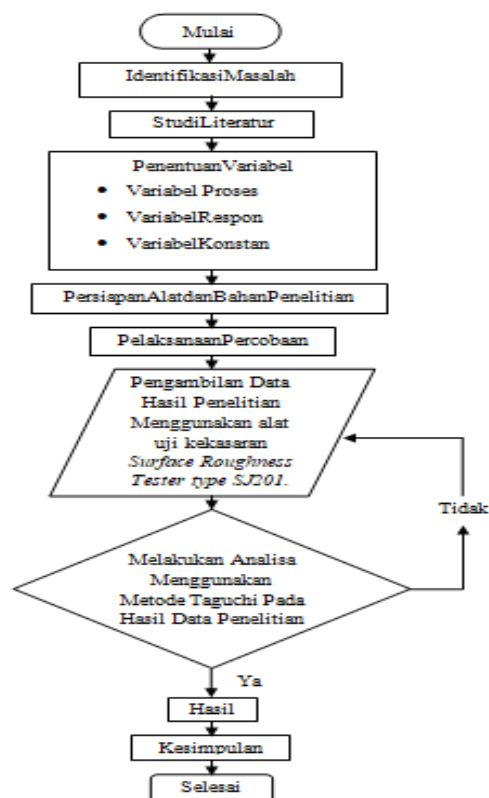 Mulai
IdentifikasiMasalah
StudiLiteratur
PenentuanVariabel
• Variabel Proses
• VariabelRespon
• VariabelKonstan
PersiapanAlatdanBahanPenelitian
PelaksanaanPercobaan
Pengambilan Data
Hasil Penelitian
Menggunakan alat
uji kekasaran
Surface Roughness
Tester type SJ201.
Tidak
Melakukan Analisa
Menggunakan
Metode Taguchi Pada
Hasil Data Penelitian
Ya
Hasil
Kesimpulan
Selesai